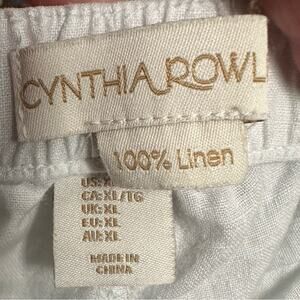 CYNTHIA ROWL
100% Linen
US: XL
CA: XL/TG
UK: XL
EU: XL
AU: XL
MADE IN
CHINA